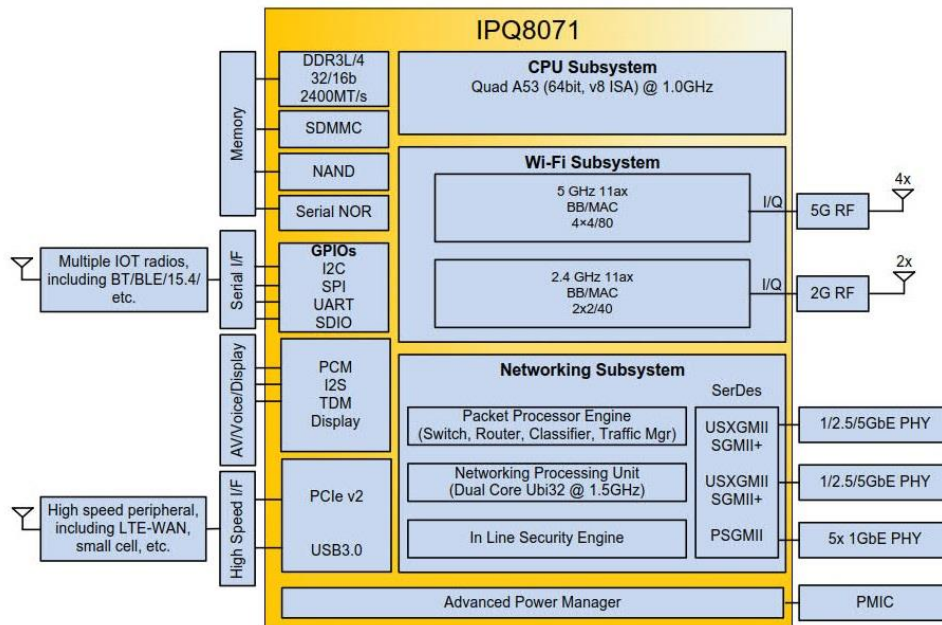 IPQ8071
Memory
DDR3L/4
32/16b
2400MT/s
SDMMC
NAND
Serial NOR
CPU Subsystem
Quad A53 (64bit, v8 ISA) @ 1.0GHz
Wi-Fi Subsystem
5 GHz 11ax
BB/MAC
4×4/80
I/Q
5G RF
4x
2.4 GHz 11ax
BB/MAC
2x2/40
I/Q
2G RF
2x
Multiple IOT radios,
including BT/BLE/15.4/
etc.
Serial I/F
GPIOs
I2C
SPI
UART
SDIO
AV/Voice/Display
PCM
I2S
TDM
Display
High speed peripheral,
including LTE-WAN,
small cell, etc.
High Speed I/F
PCIe v2
USB3.0
Networking Subsystem
SerDes
Packet Processor Engine
(Switch, Router, Classifier, Traffic Mgr)
Networking Processing Unit
(Dual Core Ubi32 @ 1.5GHz)
In Line Security Engine
USXGMII
SGMII+
USXGMII
SGMII+
PSGMII
1/2.5/5GbE PHY
1/2.5/5GbE PHY
5x 1GbE PHY
Advanced Power Manager
PMIC